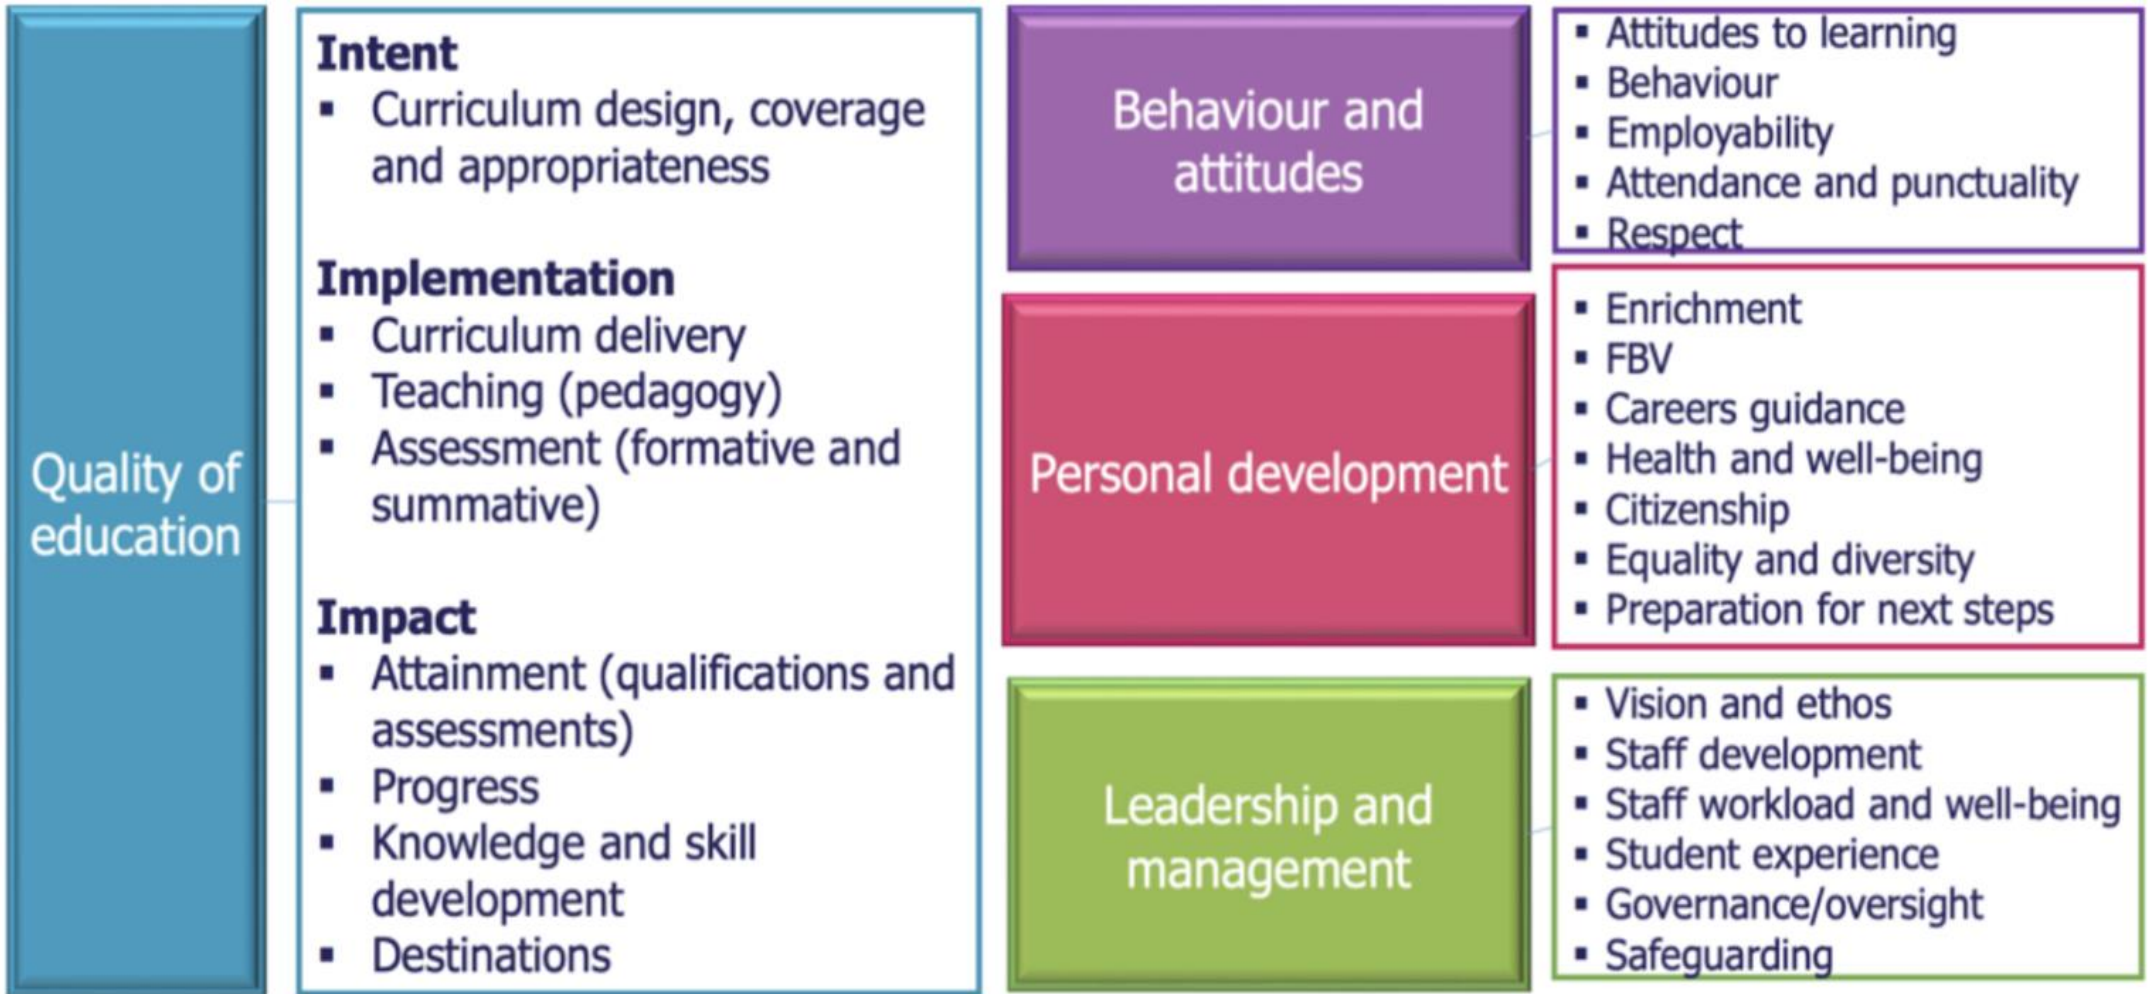 Quality of
education
Intent
▪ Curriculum design, coverage
and appropriateness
Implementation
▪ Curriculum delivery
▪ Teaching (pedagogy)
▪ Assessment (formative and
summative)
Impact
▪ Attainment (qualifications and
assessments)
▪ Progress
▪ Knowledge and skill
development
▪ Destinations
Behaviour and
attitudes
▪ Attitudes to learning
▪ Behaviour
▪ Employability
▪ Attendance and punctuality
▪ Respect
Personal development
▪ Enrichment
▪ FBV
▪ Careers guidance
▪ Health and well-being
▪ Citizenship
▪ Equality and diversity
▪ Preparation for next steps
Leadership and
management
▪ Vision and ethos
▪ Staff development
▪ Staff workload and well-being
▪ Student experience
▪ Governance/oversight
▪ Safeguarding